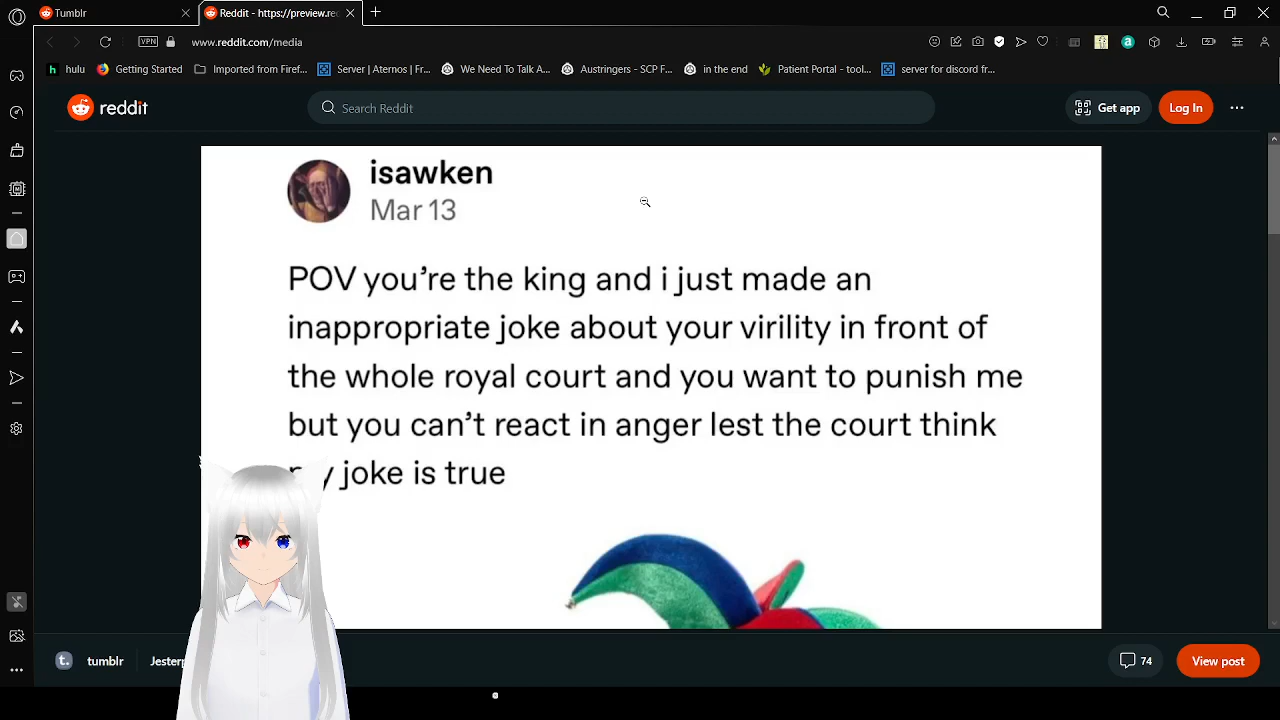 Tumblr
Reddit - https://preview.re
VPN
www.reddit.com/media
hulu
Getting Started
Imported from Firef...
Server | Aternos | Fr...
We Need To Talk A...
Austringers - SCP F...
in the end
Patient Portal - tool...
server for discord fr...
reddit
Search Reddit
Get app
Log In
isawken
Mar 13
POV you're the king and i just made an
inappropriate joke about your virility in front of
the whole royal court and you want to punish me
but you can't react in anger lest the court think
my joke is true
tumblr
Jesterp
74
View post